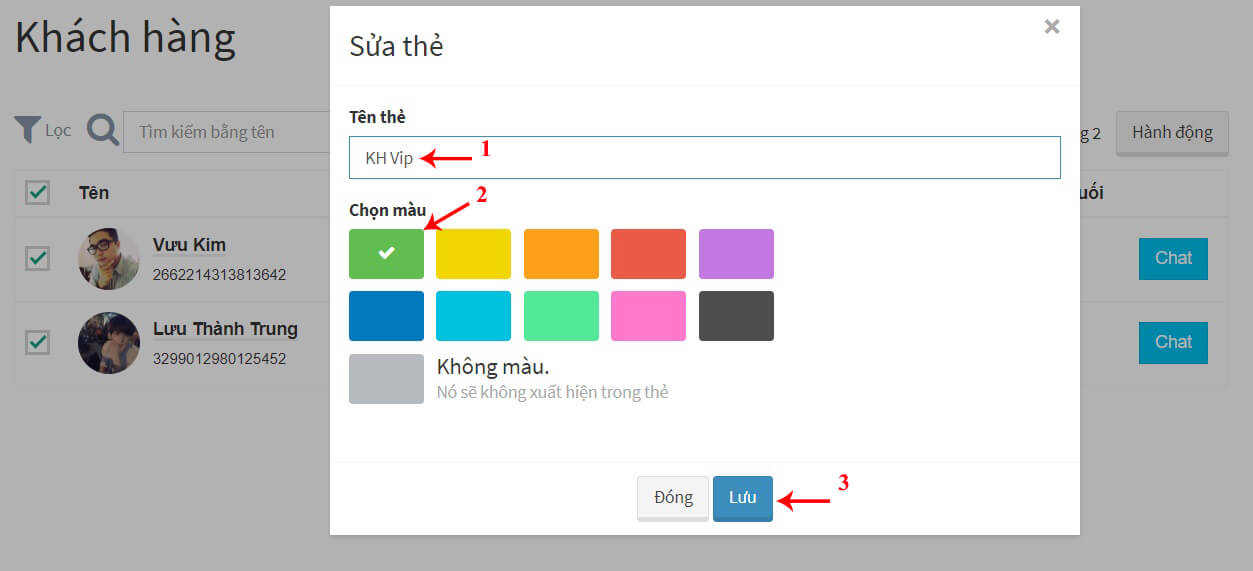 Khách hàng
Sửa thẻ
×
Lọc
Tìm kiếm bằng tên
g 2
Hành động
Tên thẻ
KH Vip
1
Tên
uối
Chọn màu
2
Vưu Kim
2662214313813642
Chat
Lưu Thành Trung
3299012980125452
Chat
Không màu.
Nó sẽ không xuất hiện trong thẻ
Đóng
Lưu
3